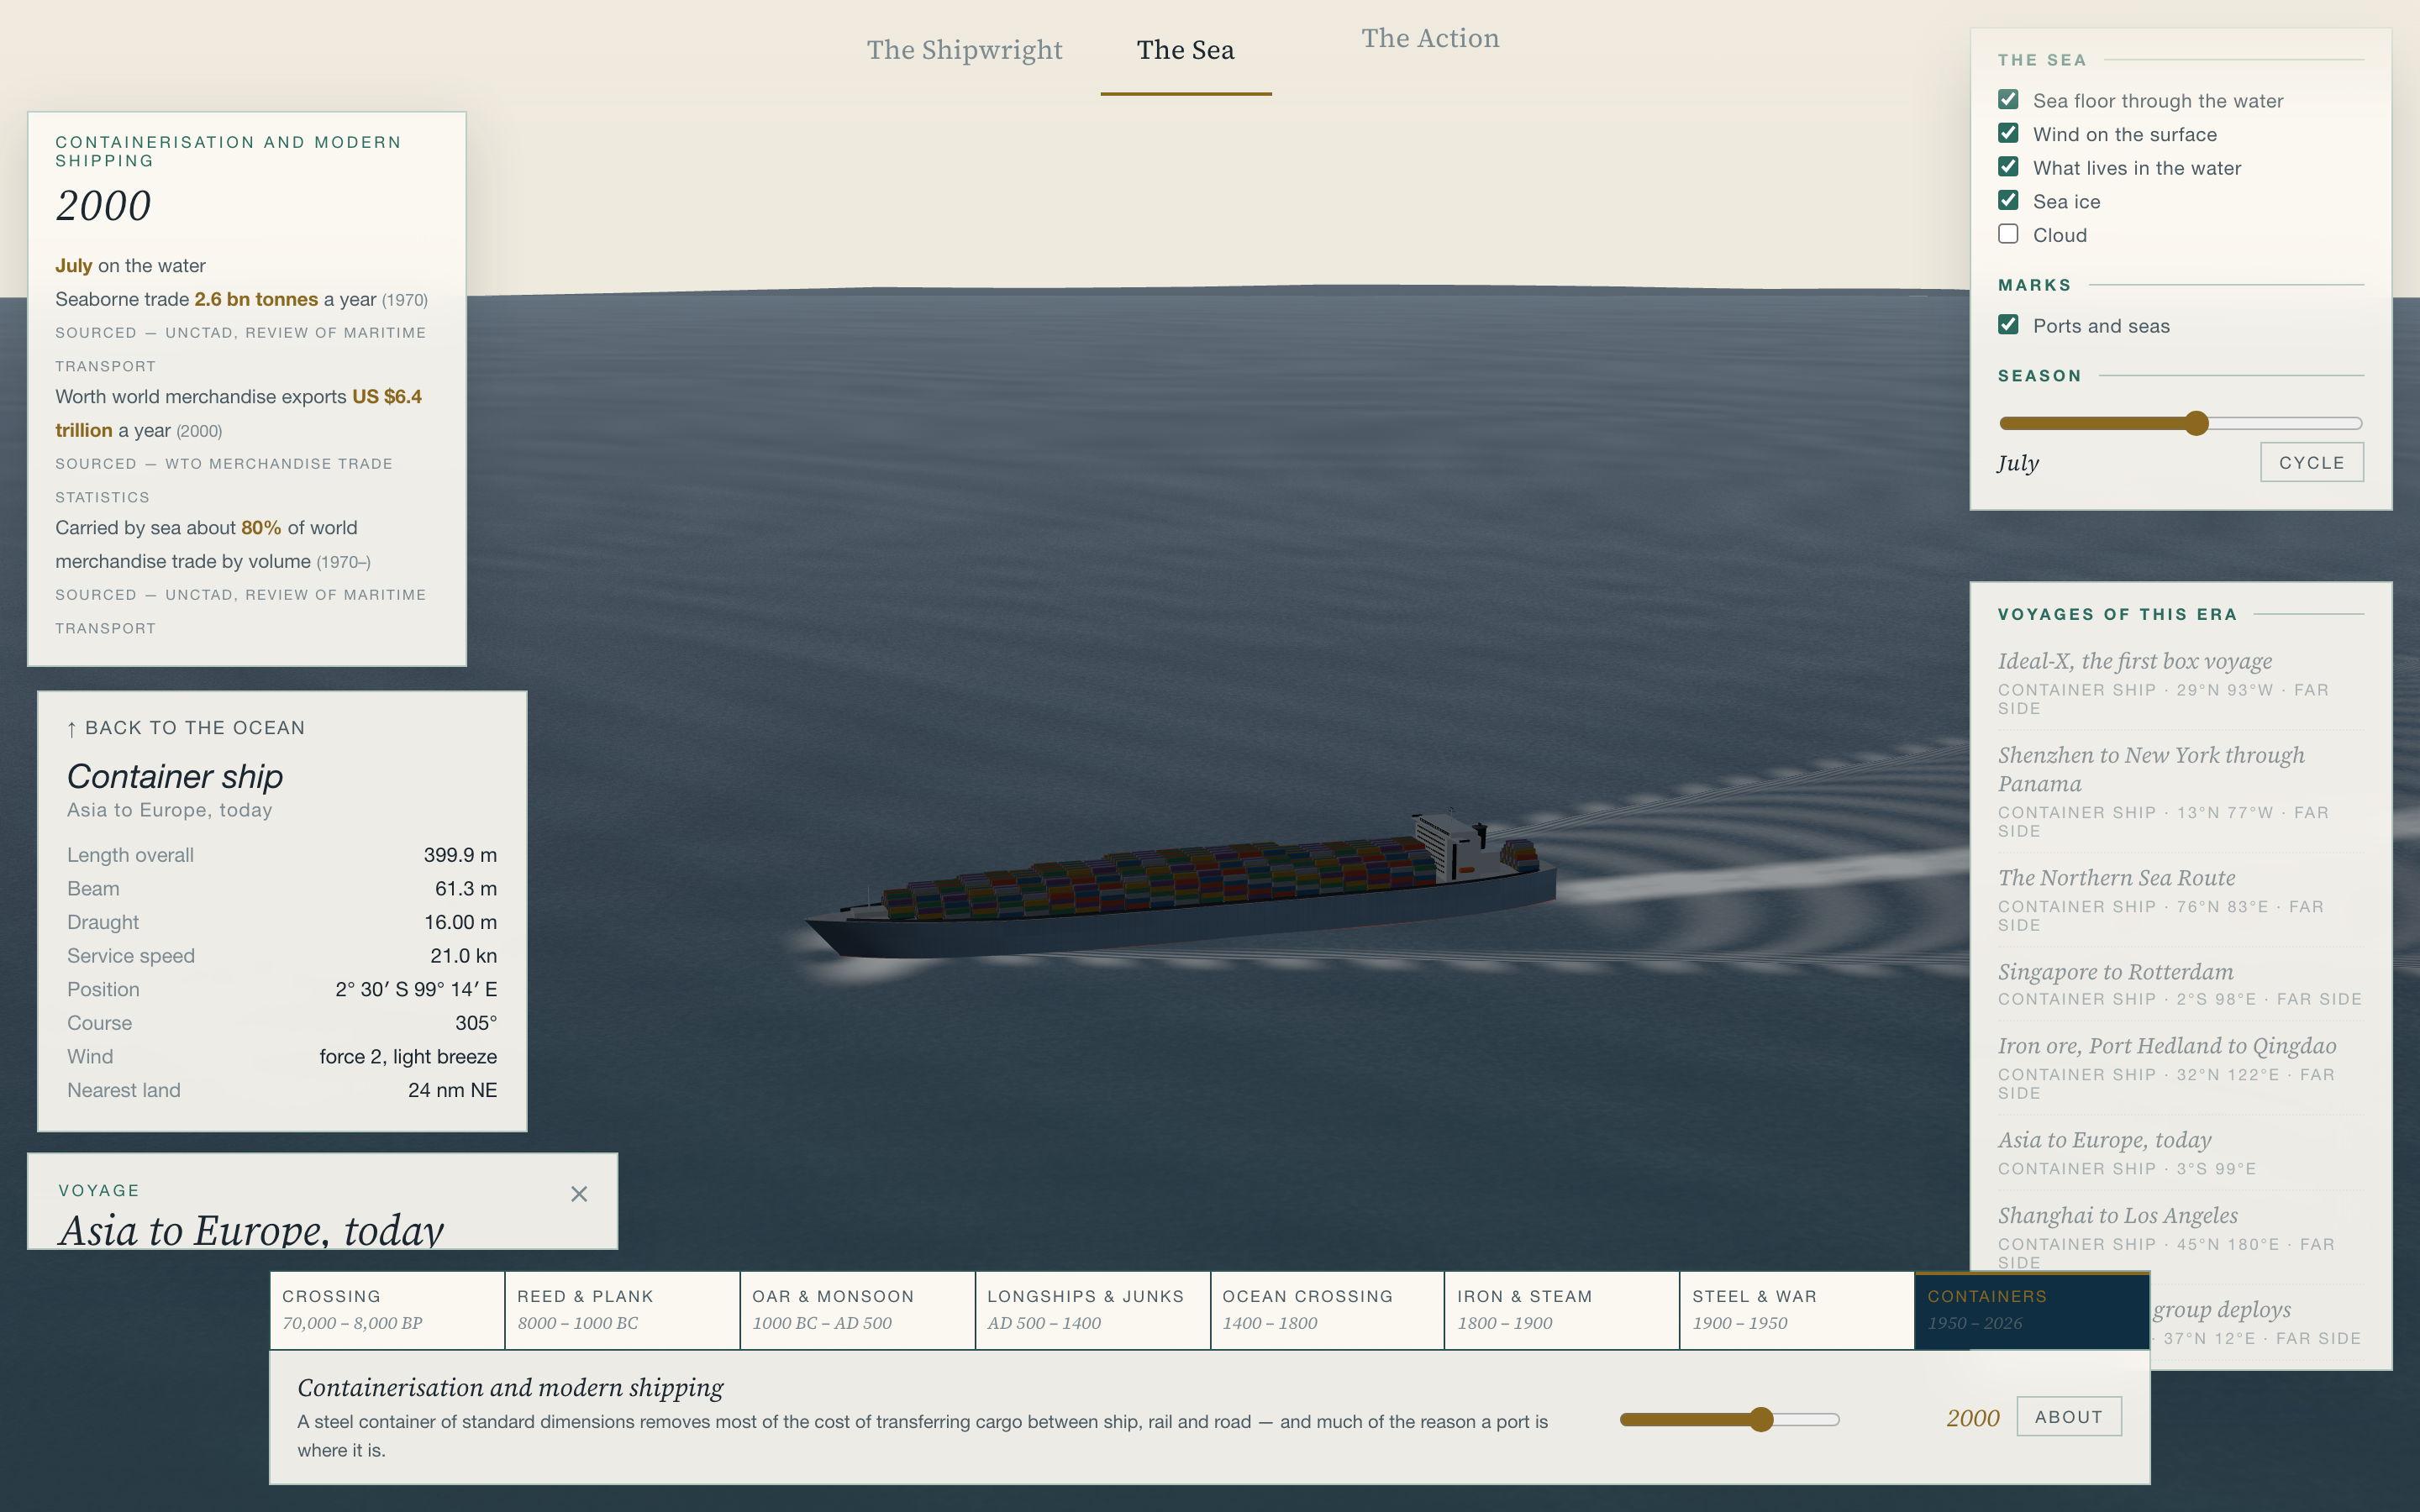 The Shipwright
The Sea
The Action
CONTAINERISATION AND MODERN
SHIPPING
2000
July on the water
Seaborne trade 2.6 bn tonnes a year (1970)
SOURCED — UNCTAD, REVIEW OF MARITIME
TRANSPORT
Worth world merchandise exports US $6.4
trillion a year (2000)
SOURCED — WTO MERCHANDISE TRADE
STATISTICS
Carried by sea about 80% of world
merchandise trade by volume (1970–)
SOURCED — UNCTAD, REVIEW OF MARITIME
TRANSPORT
↑ BACK TO THE OCEAN
Container ship
Asia to Europe, today
Length overall 399.9 m
Beam 61.3 m
Draught 16.00 m
Service speed 21.0 kn
Position 2° 30′ S 99° 14′ E
Course 305°
Wind force 2, light breeze
Nearest land 24 nm NE
VOYAGE
×
Asia to Europe, today
THE SEA
Sea floor through the water
Wind on the surface
What lives in the water
Sea ice
Cloud
MARKS
Ports and seas
SEASON
July
CYCLE
VOYAGES OF THIS ERA
Ideal-X, the first box voyage
CONTAINER SHIP · 29°N 93°W · FAR
SIDE
Shenzhen to New York through
Panama
CONTAINER SHIP · 13°N 77°W · FAR
SIDE
The Northern Sea Route
CONTAINER SHIP · 76°N 83°E · FAR
SIDE
Singapore to Rotterdam
CONTAINER SHIP · 2°S 98°E · FAR SIDE
Iron ore, Port Hedland to Qingdao
CONTAINER SHIP · 32°N 122°E · FAR
SIDE
Asia to Europe, today
CONTAINER SHIP · 3°S 99°E
Shanghai to Los Angeles
CONTAINER SHIP · 45°N 180°E · FAR
SIDE
group deploys
· 37°N 12°E · FAR SIDE
CROSSING
70,000 – 8,000 BP
REED & PLANK
8000 – 1000 BC
OAR & MONSOON
1000 BC – AD 500
LONGSHIPS & JUNKS
AD 500 – 1400
OCEAN CROSSING
1400 – 1800
IRON & STEAM
1800 – 1900
STEEL & WAR
1900 – 1950
CONTAINERS
1950 – 2026
Containerisation and modern shipping
A steel container of standard dimensions removes most of the cost of transferring cargo between ship, rail and road — and much of the reason a port is
where it is.
2000
ABOUT